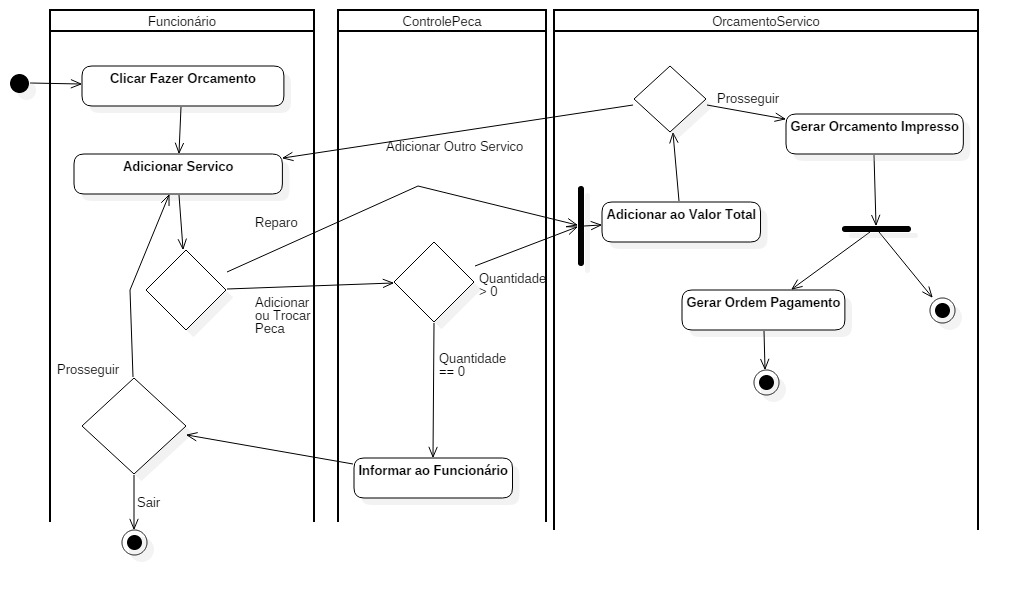 Funcionário
ControlePeca
OrcamentoServico
Clicar Fazer Orcamento
Prosseguir
Gerar Orcamento Impresso
Adicionar Outro Servico
Adicionar Servico
Reparo
Adicionar ao Valor Total
Quantidade
> 0
Adicionar
ou Trocar
Peca
Gerar Ordem Pagamento
Quantidade
== 0
Prosseguir
Informar ao Funcionário
Sair